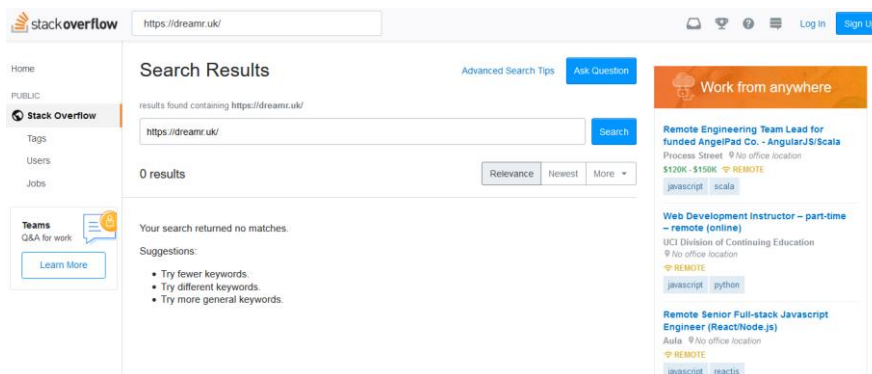 stackoverflow
https://dreamr.uk/
Log In
Sign U
Home
PUBLIC
Stack Overflow
Tags
Users
Jobs
Teams
Q&A for work
Learn More
Search Results
Advanced Search Tips
Ask Question
results found containing https://dreamr.uk/
https://dreamr.uk/
Search
0 results
Relevance
Newest
More
Your search returned no matches.
Suggestions:
• Try fewer keywords.
• Try different keywords.
• Try more general keywords.
Work from anywhere
Remote Engineering Team Lead for
funded AngelPad Co. - AngularJS/Scala
Process Street No office location
$120K - $150K REMOTE
javascript scala
Web Development Instructor – part-time
– remote (online)
UCI Division of Continuing Education
No office location
REMOTE
javascript python
Remote Senior Full-stack Javascript
Engineer (React/Node.js)
Aula No office location
REMOTE
javascript reactjs